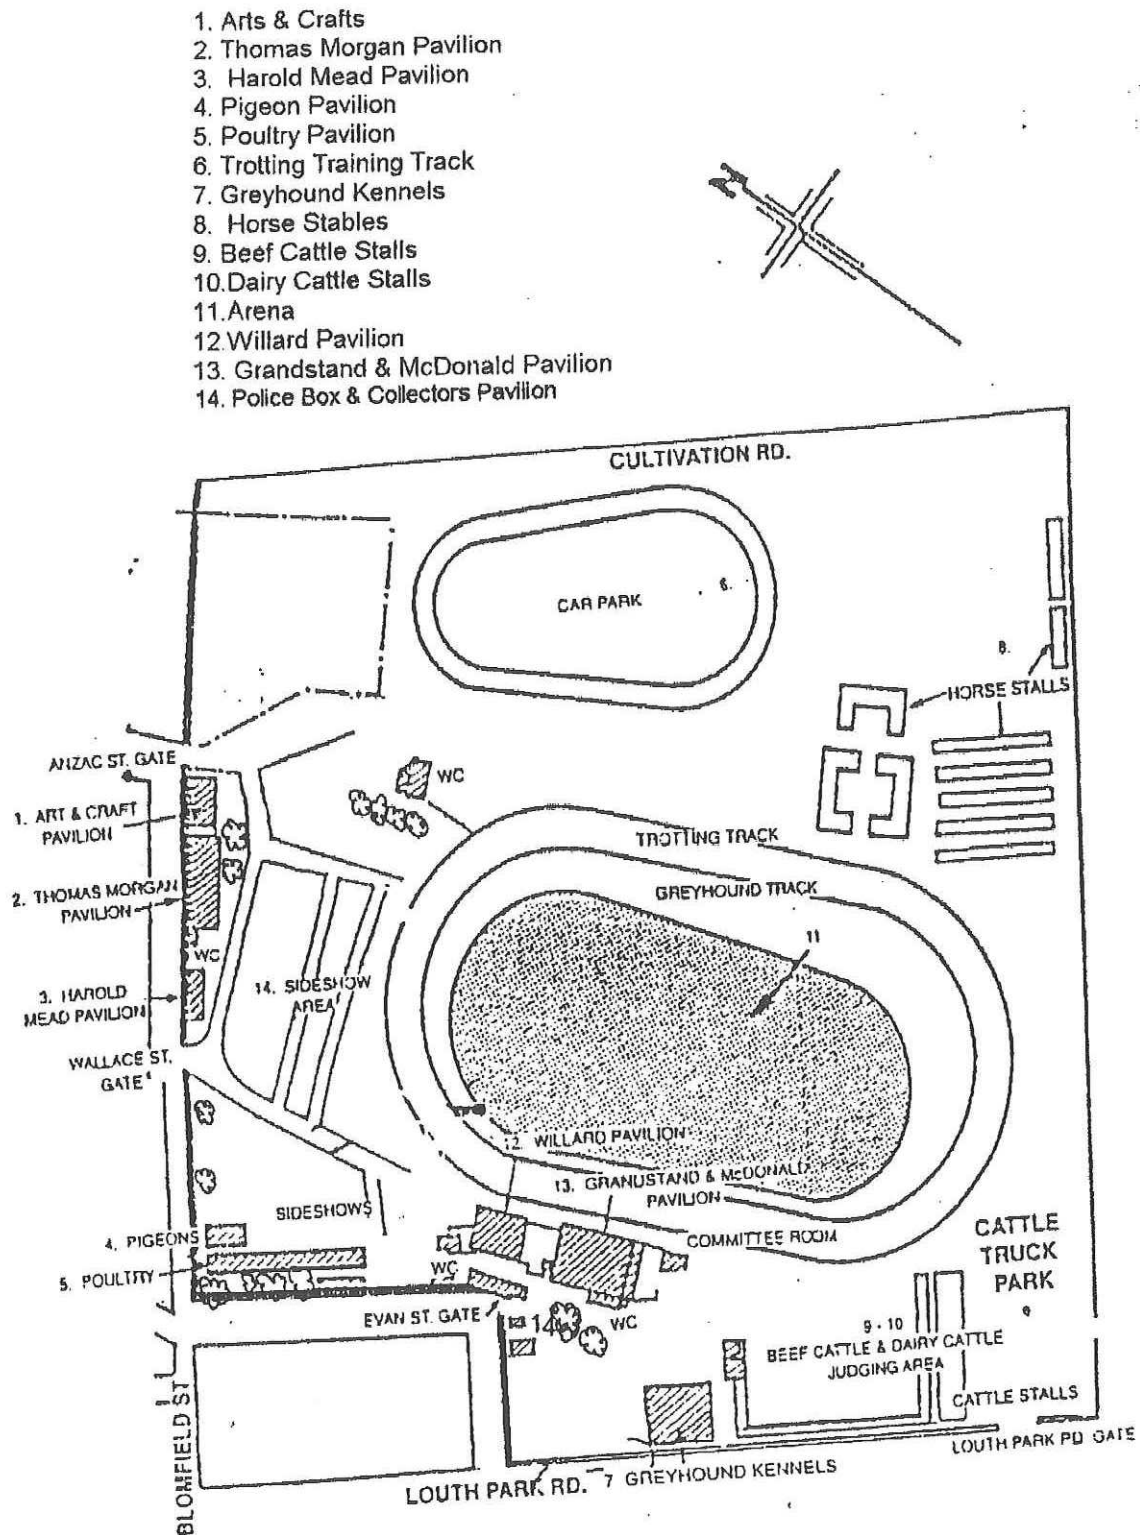 1. Arts & Crafts
2. Thomas Morgan Pavilion
3. Harold Mead Pavilion
4. Pigeon Pavilion
5. Poultry Pavilion
6. Trotting Training Track
7. Greyhound Kennels
8. Horse Stables
9. Beef Cattle Stalls
10.Dairy Cattle Stalls
11.Arena
12.Willard Pavilion
13. Grandstand & McDonald Pavilion
14. Police Box & Collectors Pavilion
N
CULTIVATION RD.
CAR PARK
6.
8.
HORSE STALLS
ANZAC ST. GATE
WC
1. ART & CRAFT
PAVILION
TROTTING TRACK
GREYHOUND TRACK
2. THOMAS MORGAN
PAVILION
11
WC
14. SIDESHOW
AREA
3. HAROLD
MEAD PAVILION
WALLACE ST.
GATE
12. WILLARD PAVILION
13. GRANDSTAND & McDONALD
PAVILION
SIDESHOWS
4. PIGEONS
COMMITTEE ROOM
CATTLE
TRUCK
PARK
5. POULTRY
WC
EVAN ST. GATE
14
WC
9 - 10
BEEF CATTLE & DAIRY CATTLE
JUDGING AREA
CATTLE STALLS
BLOMFIELD ST
LOUTH PARK RD. GATE
LOUTH PARK RD.
7 GREYHOUND KENNELS